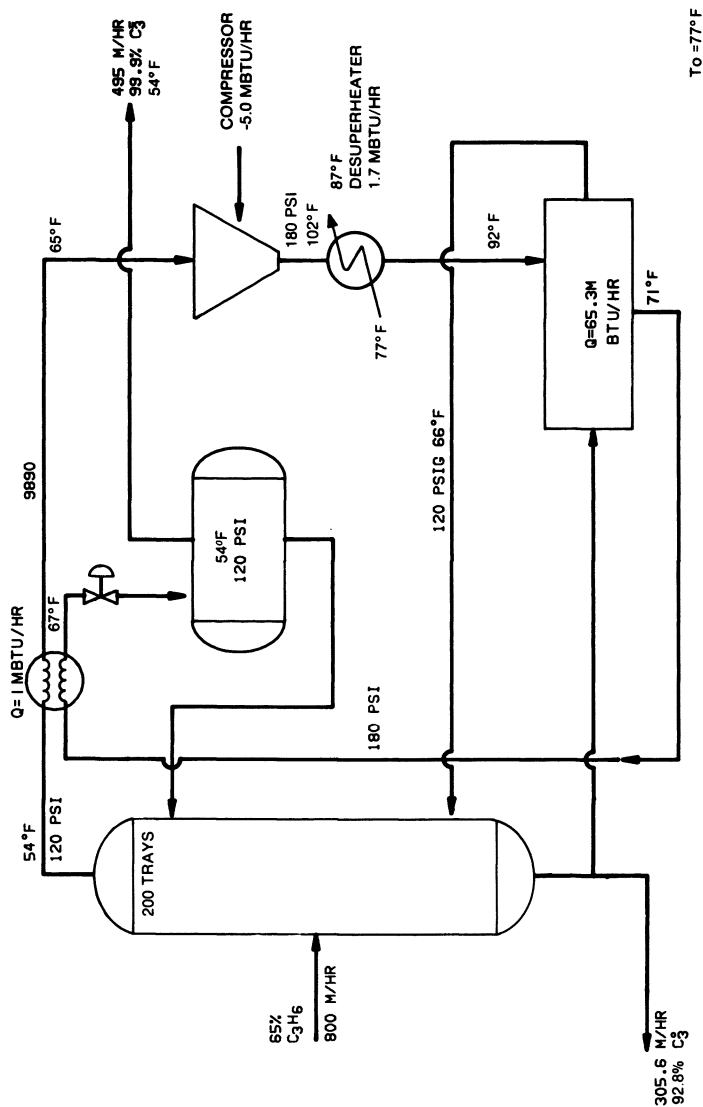 495 M/HR
99.9% C₃⁼
54°F
COMPRESSOR
-5.0 MBTU/HR
65°F
9890
Q=1 MBTU/HR
67°F
54°F
120 PSI
54°F
120 PSI
180 PSI
102°F
87°F
DESUPERHEATER
1.7 MBTU/HR
77°F
92°F
180 PSI
120 PSIG 66°F
Q=65.3M
BTU/HR
71°F
200 TRAYS
65%
C₃H₆
800 M/HR
305.6 M/HR
92.8% C₃°
To =77°F